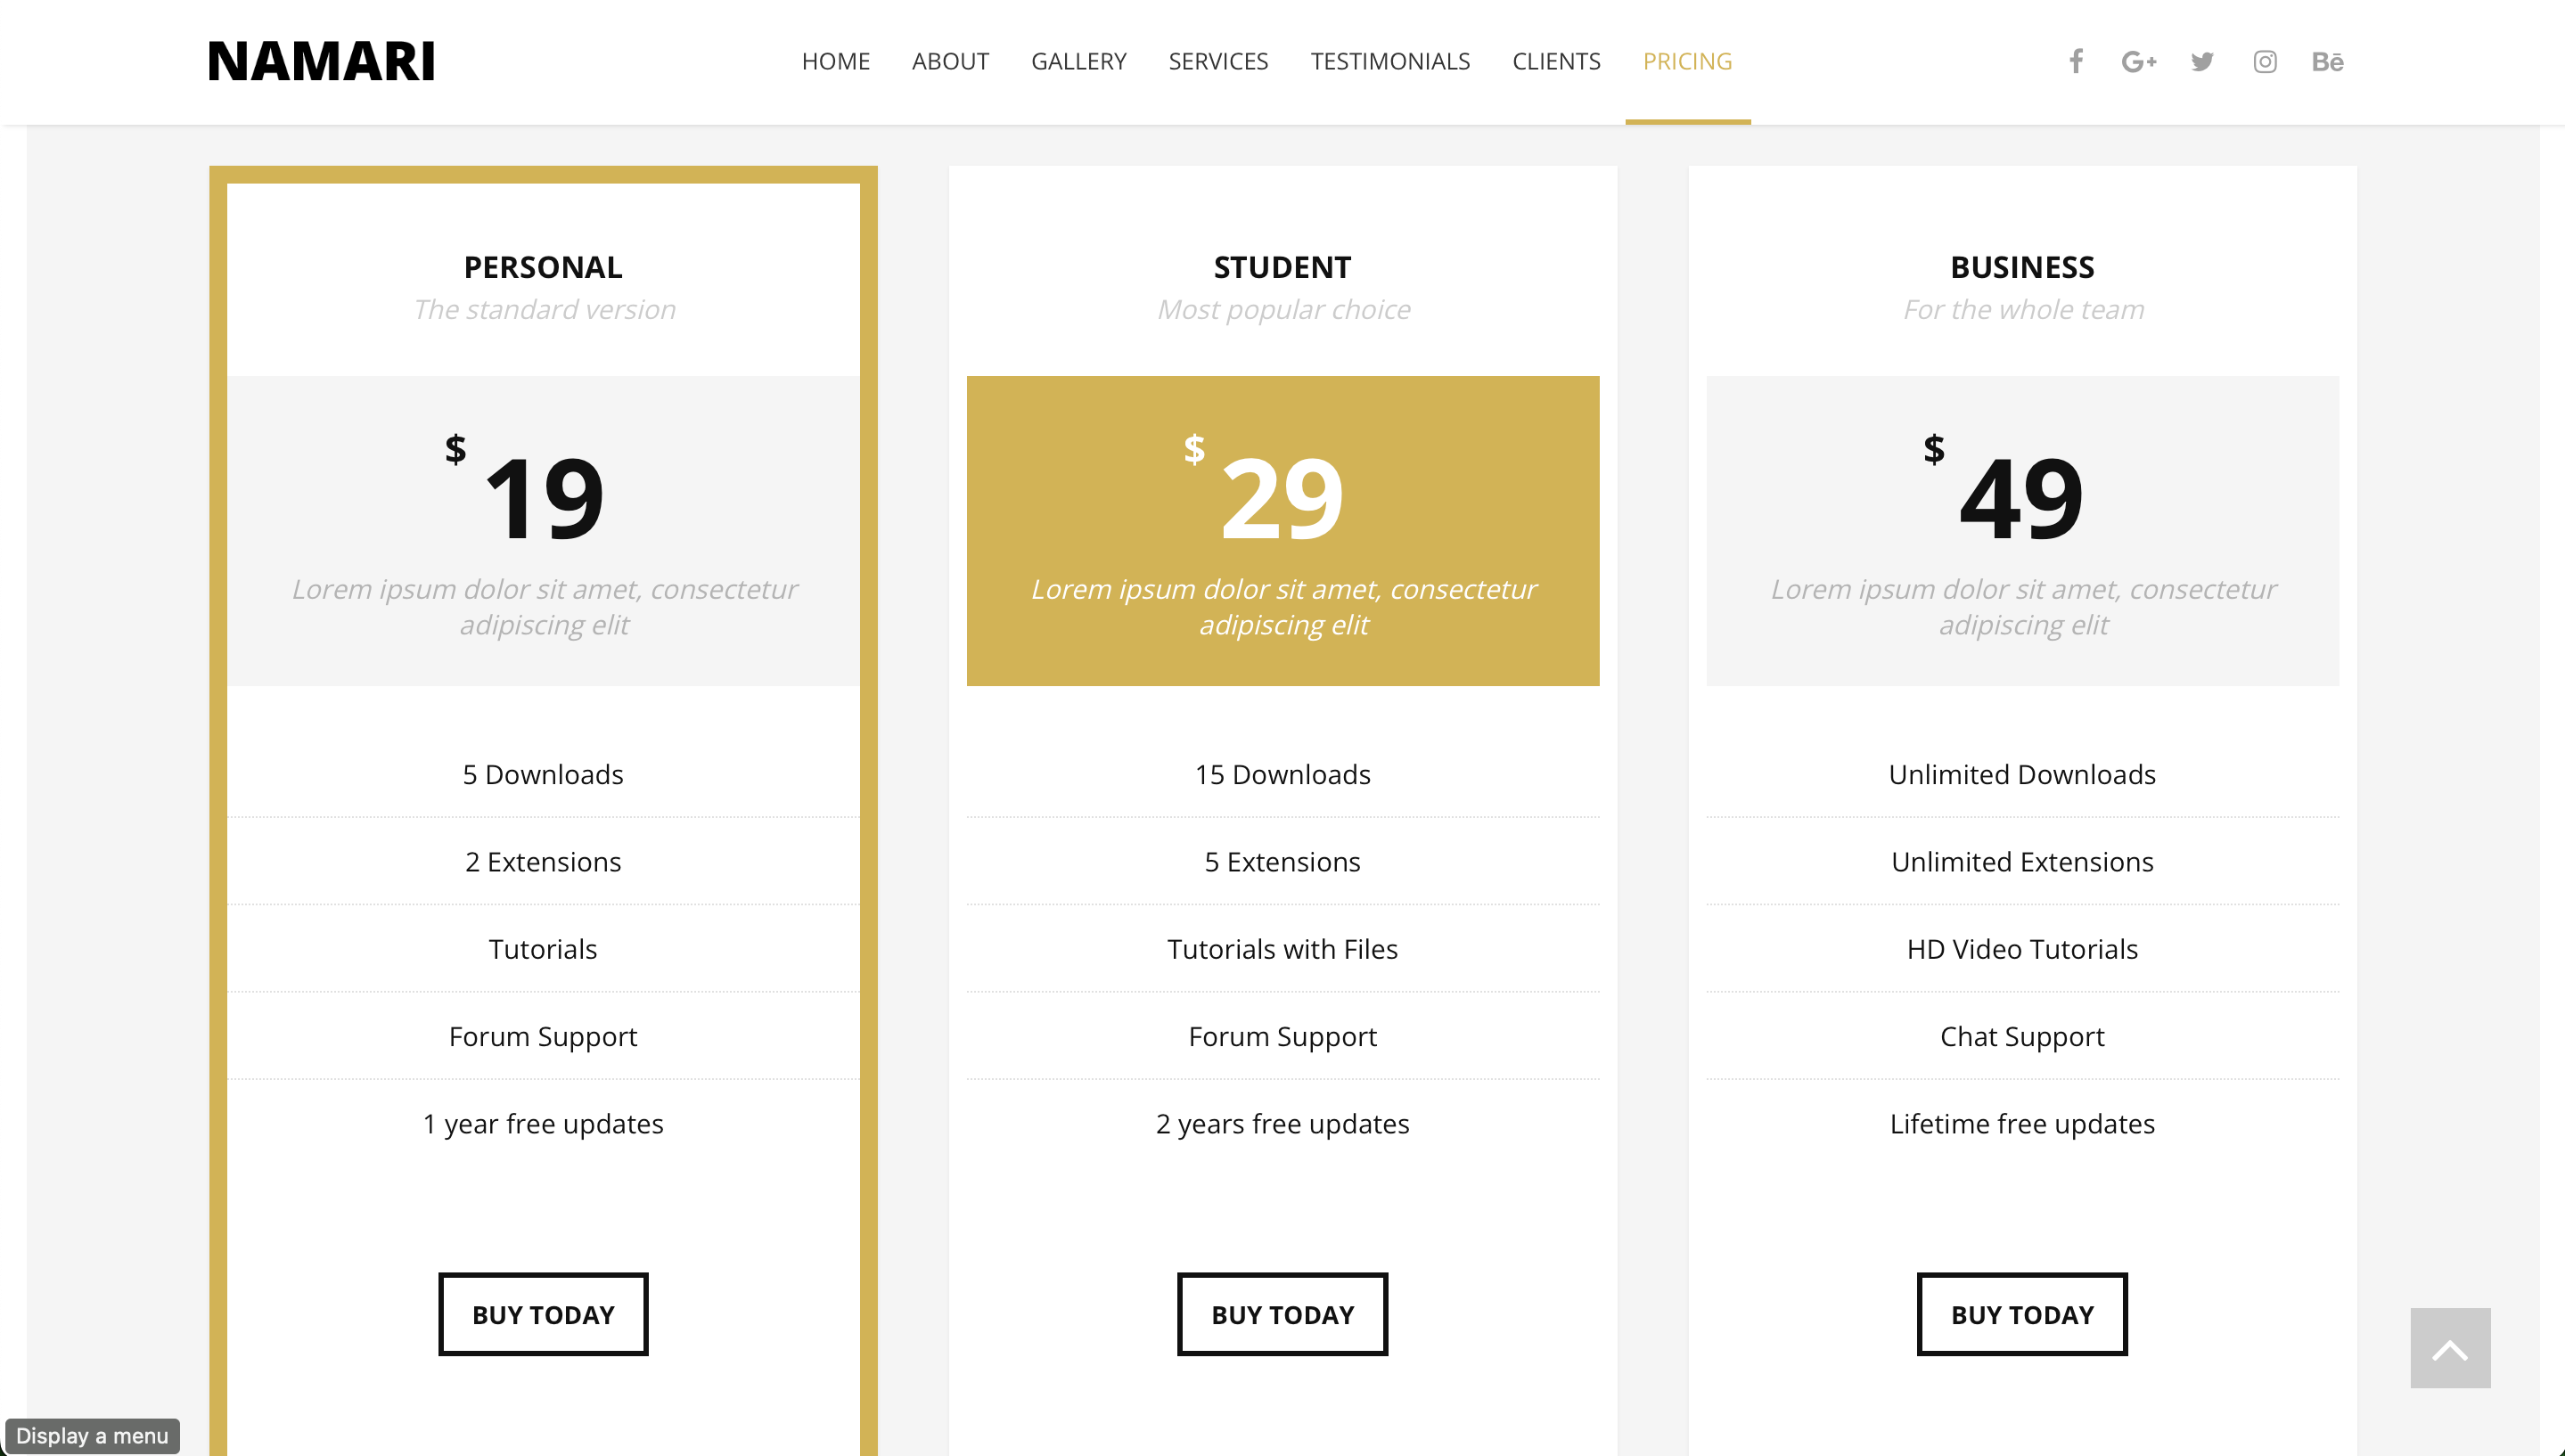 NAMARI
HOME ABOUT GALLERY SERVICES TESTIMONIALS CLIENTS PRICING
G+ Bē
PERSONAL
The standard version
$ 19
Lorem ipsum dolor sit amet, consectetur
adipiscing elit
5 Downloads
2 Extensions
Tutorials
Forum Support
1 year free updates
BUY TODAY
STUDENT
Most popular choice
$ 29
Lorem ipsum dolor sit amet, consectetur
adipiscing elit
15 Downloads
5 Extensions
Tutorials with Files
Forum Support
2 years free updates
BUY TODAY
BUSINESS
For the whole team
$ 49
Lorem ipsum dolor sit amet, consectetur
adipiscing elit
Unlimited Downloads
Unlimited Extensions
HD Video Tutorials
Chat Support
Lifetime free updates
BUY TODAY
Display a menu